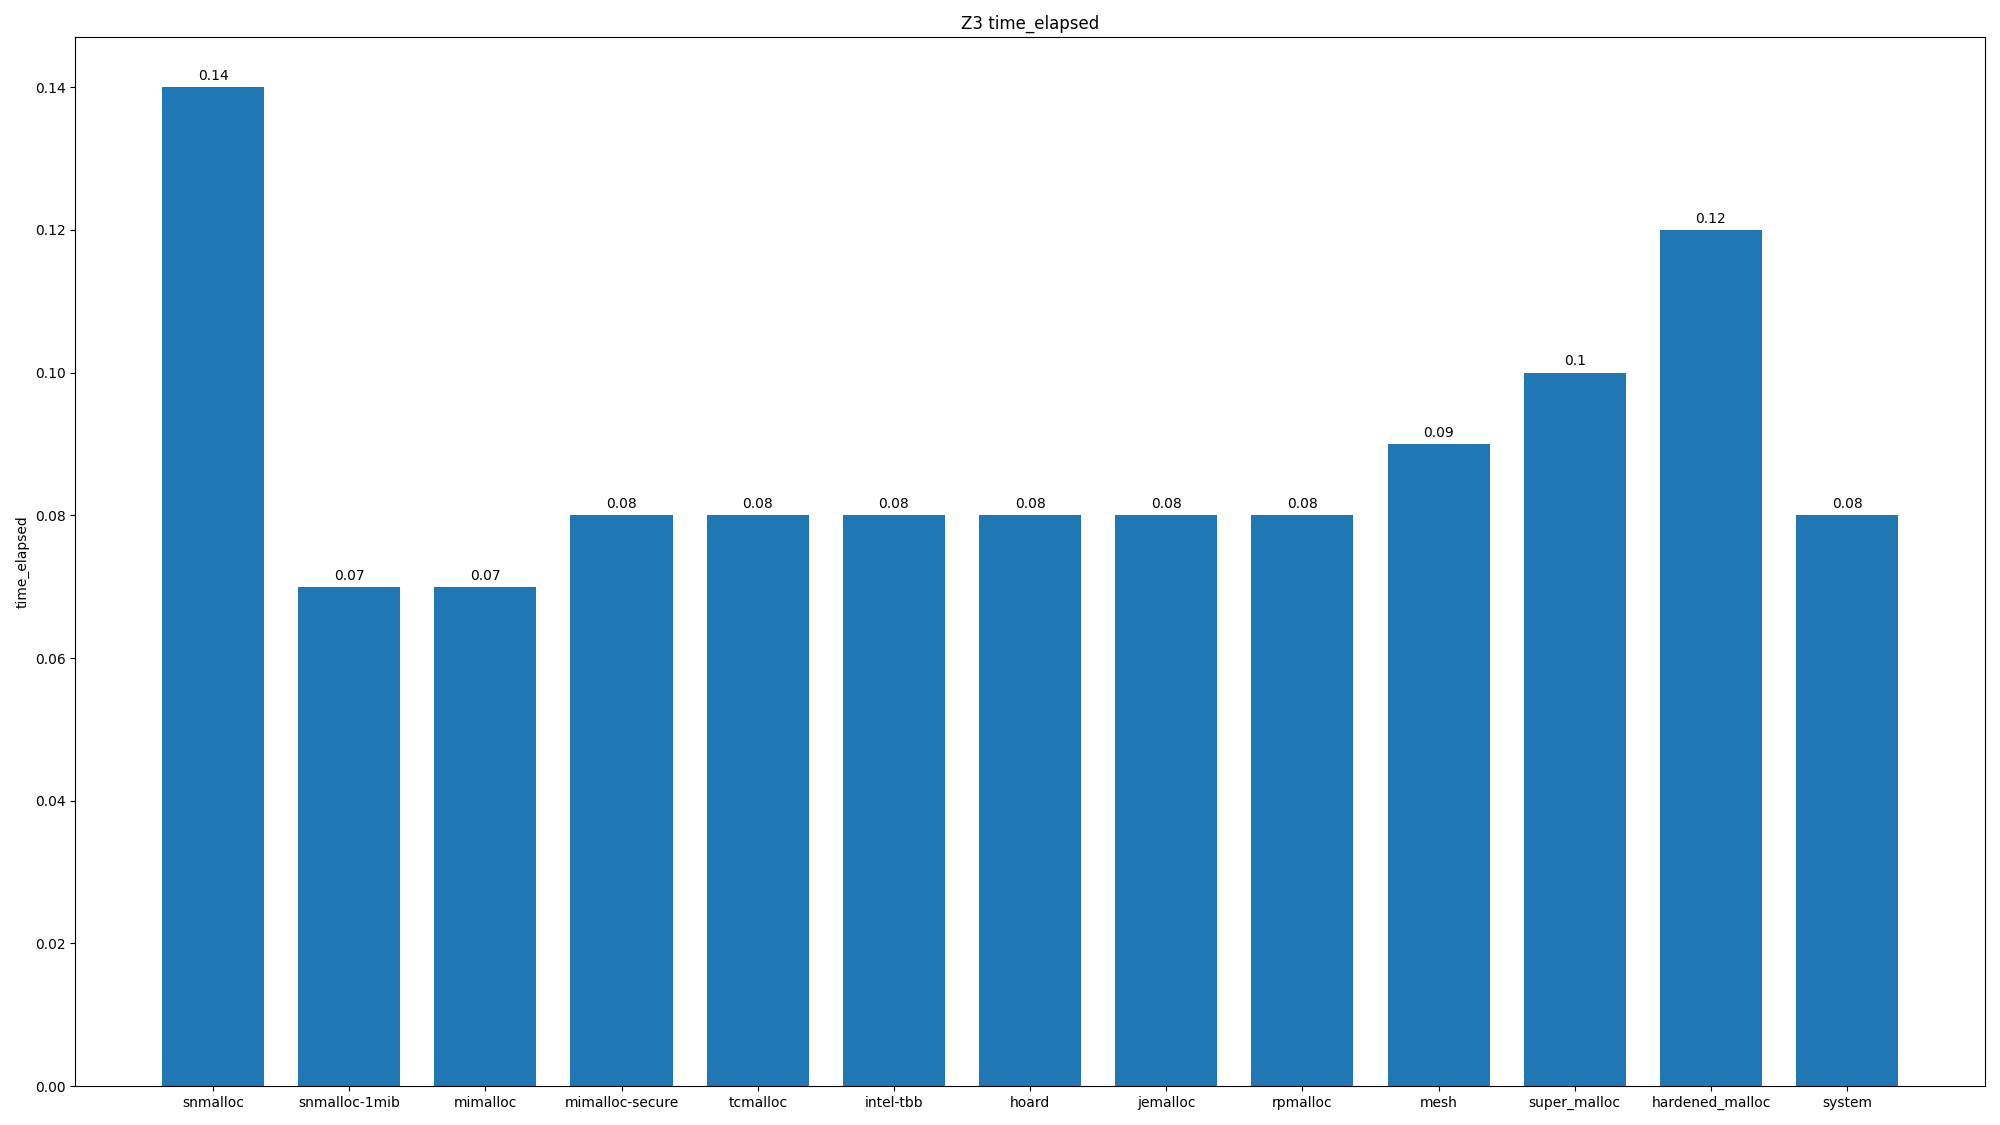 Z3 time_elapsed
time_elapsed
0.14
0.12
0.10
0.08
0.06
0.04
0.02
0.00
0.14
0.07
0.07
0.08
0.08
0.08
0.08
0.08
0.08
0.09
0.1
0.12
0.08
snmalloc
snmalloc-1mib
mimalloc
mimalloc-secure
tcmalloc
intel-tbb
hoard
jemalloc
rpmalloc
mesh
super_malloc
hardened_malloc
system